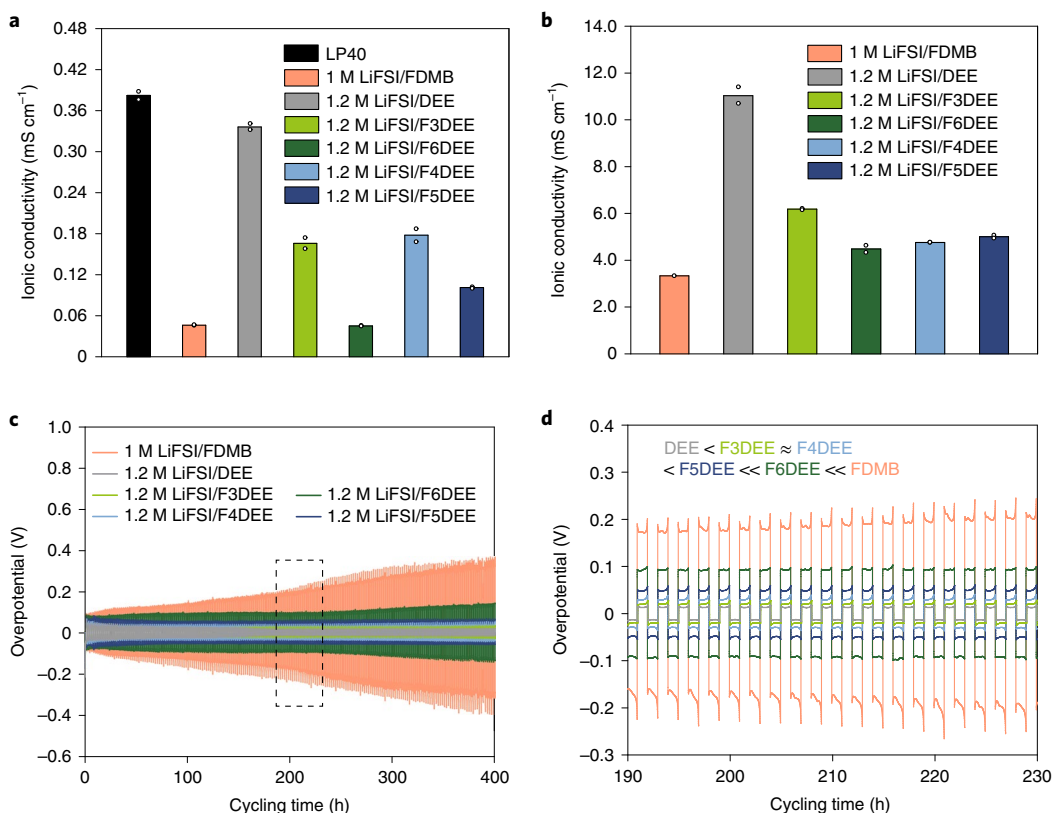 a
Ionic conductivity (mS cm⁻¹)
0.48
0.42
0.36
0.30
0.24
0.18
0.12
0.06
0
LP40
1 M LiFSI/FDMB
1.2 M LiFSI/DEE
1.2 M LiFSI/F3DEE
1.2 M LiFSI/F6DEE
1.2 M LiFSI/F4DEE
1.2 M LiFSI/F5DEE
b
Ionic conductivity (mS cm⁻¹)
14.0
12.0
10.0
8.0
6.0
4.0
2.0
0
1 M LiFSI/FDMB
1.2 M LiFSI/DEE
1.2 M LiFSI/F3DEE
1.2 M LiFSI/F6DEE
1.2 M LiFSI/F4DEE
1.2 M LiFSI/F5DEE
c
Overpotential (V)
1.0
0.8
0.6
0.4
0.2
0
−0.2
−0.4
−0.6
1 M LiFSI/FDMB
1.2 M LiFSI/DEE
1.2 M LiFSI/F3DEE 1.2 M LiFSI/F6DEE
1.2 M LiFSI/F4DEE 1.2 M LiFSI/F5DEE
0 100 200 300 400
Cycling time (h)
d
Overpotential (V)
0.4
0.3
0.2
0.1
0
−0.1
−0.2
−0.3
DEE < F3DEE ≈ F4DEE
< F5DEE << F6DEE << FDMB
190 200 210 220 230
Cycling time (h)